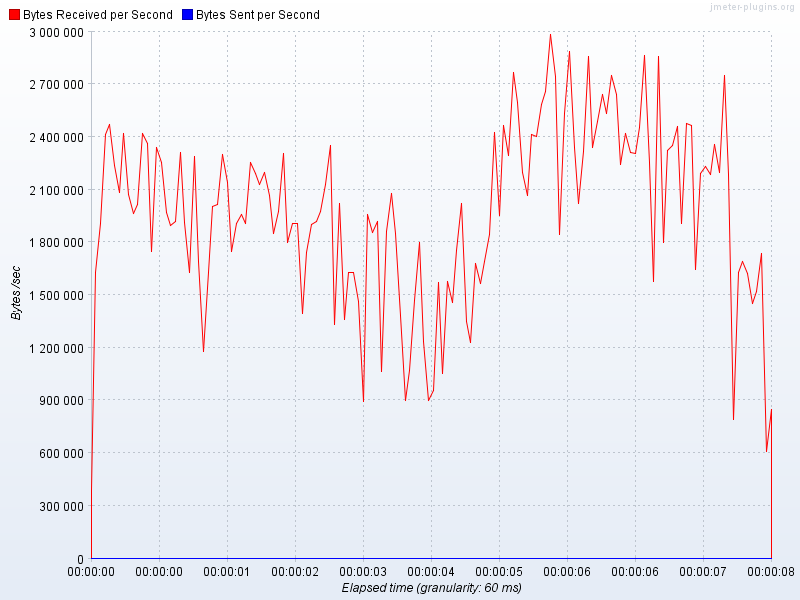 jmeter-plugins.org
Bytes Received per Second Bytes Sent per Second
3 000 000
2 700 000
2 400 000
2 100 000
1 800 000
1 500 000
1 200 000
900 000
600 000
300 000
0
Bytes /sec
00:00:00 00:00:00 00:00:01 00:00:02 00:00:03 00:00:04 00:00:05 00:00:06 00:00:06 00:00:07 00:00:08
Elapsed time (granularity: 60 ms)